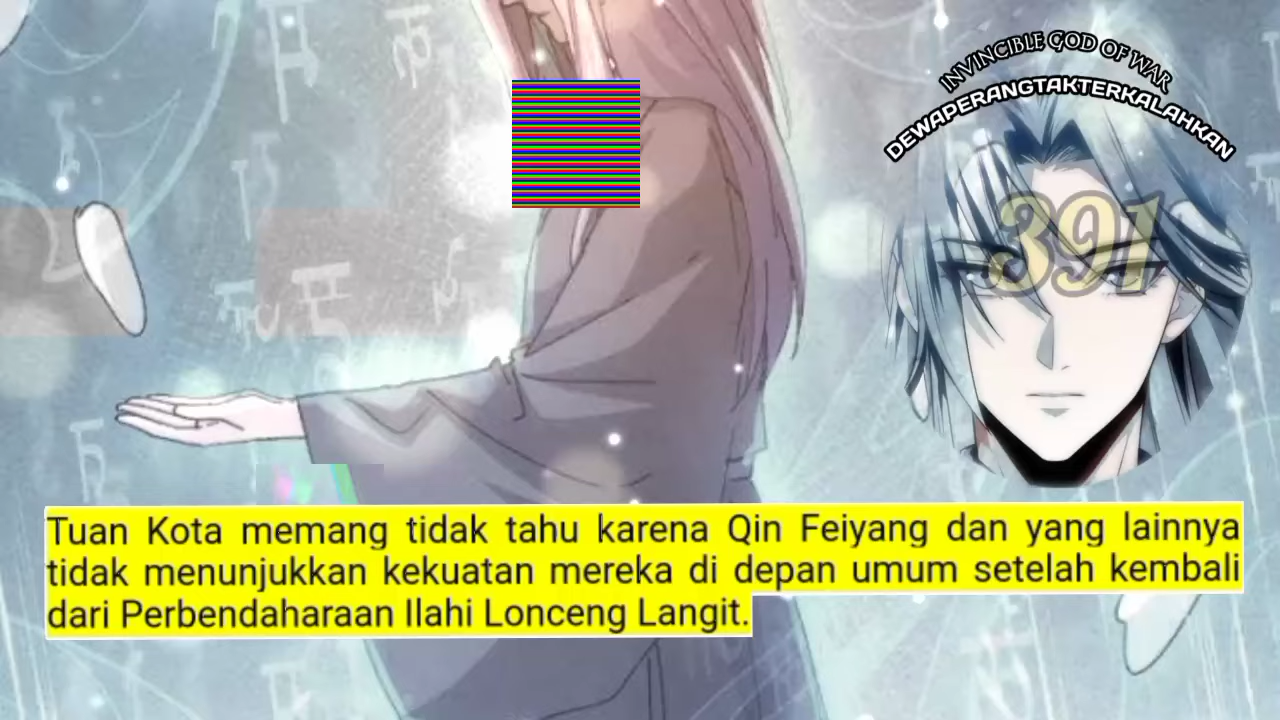 INVINCIBLE GOD OF WAR
DEWAPERANGTAKTERKALAHKAN
391
Tuan Kota memang tidak tahu karena Qin Feiyang dan yang lainnya
tidak menunjukkan kekuatan mereka di depan umum setelah kembali
dari Perbendaharaan Ilahi Lonceng Langit.